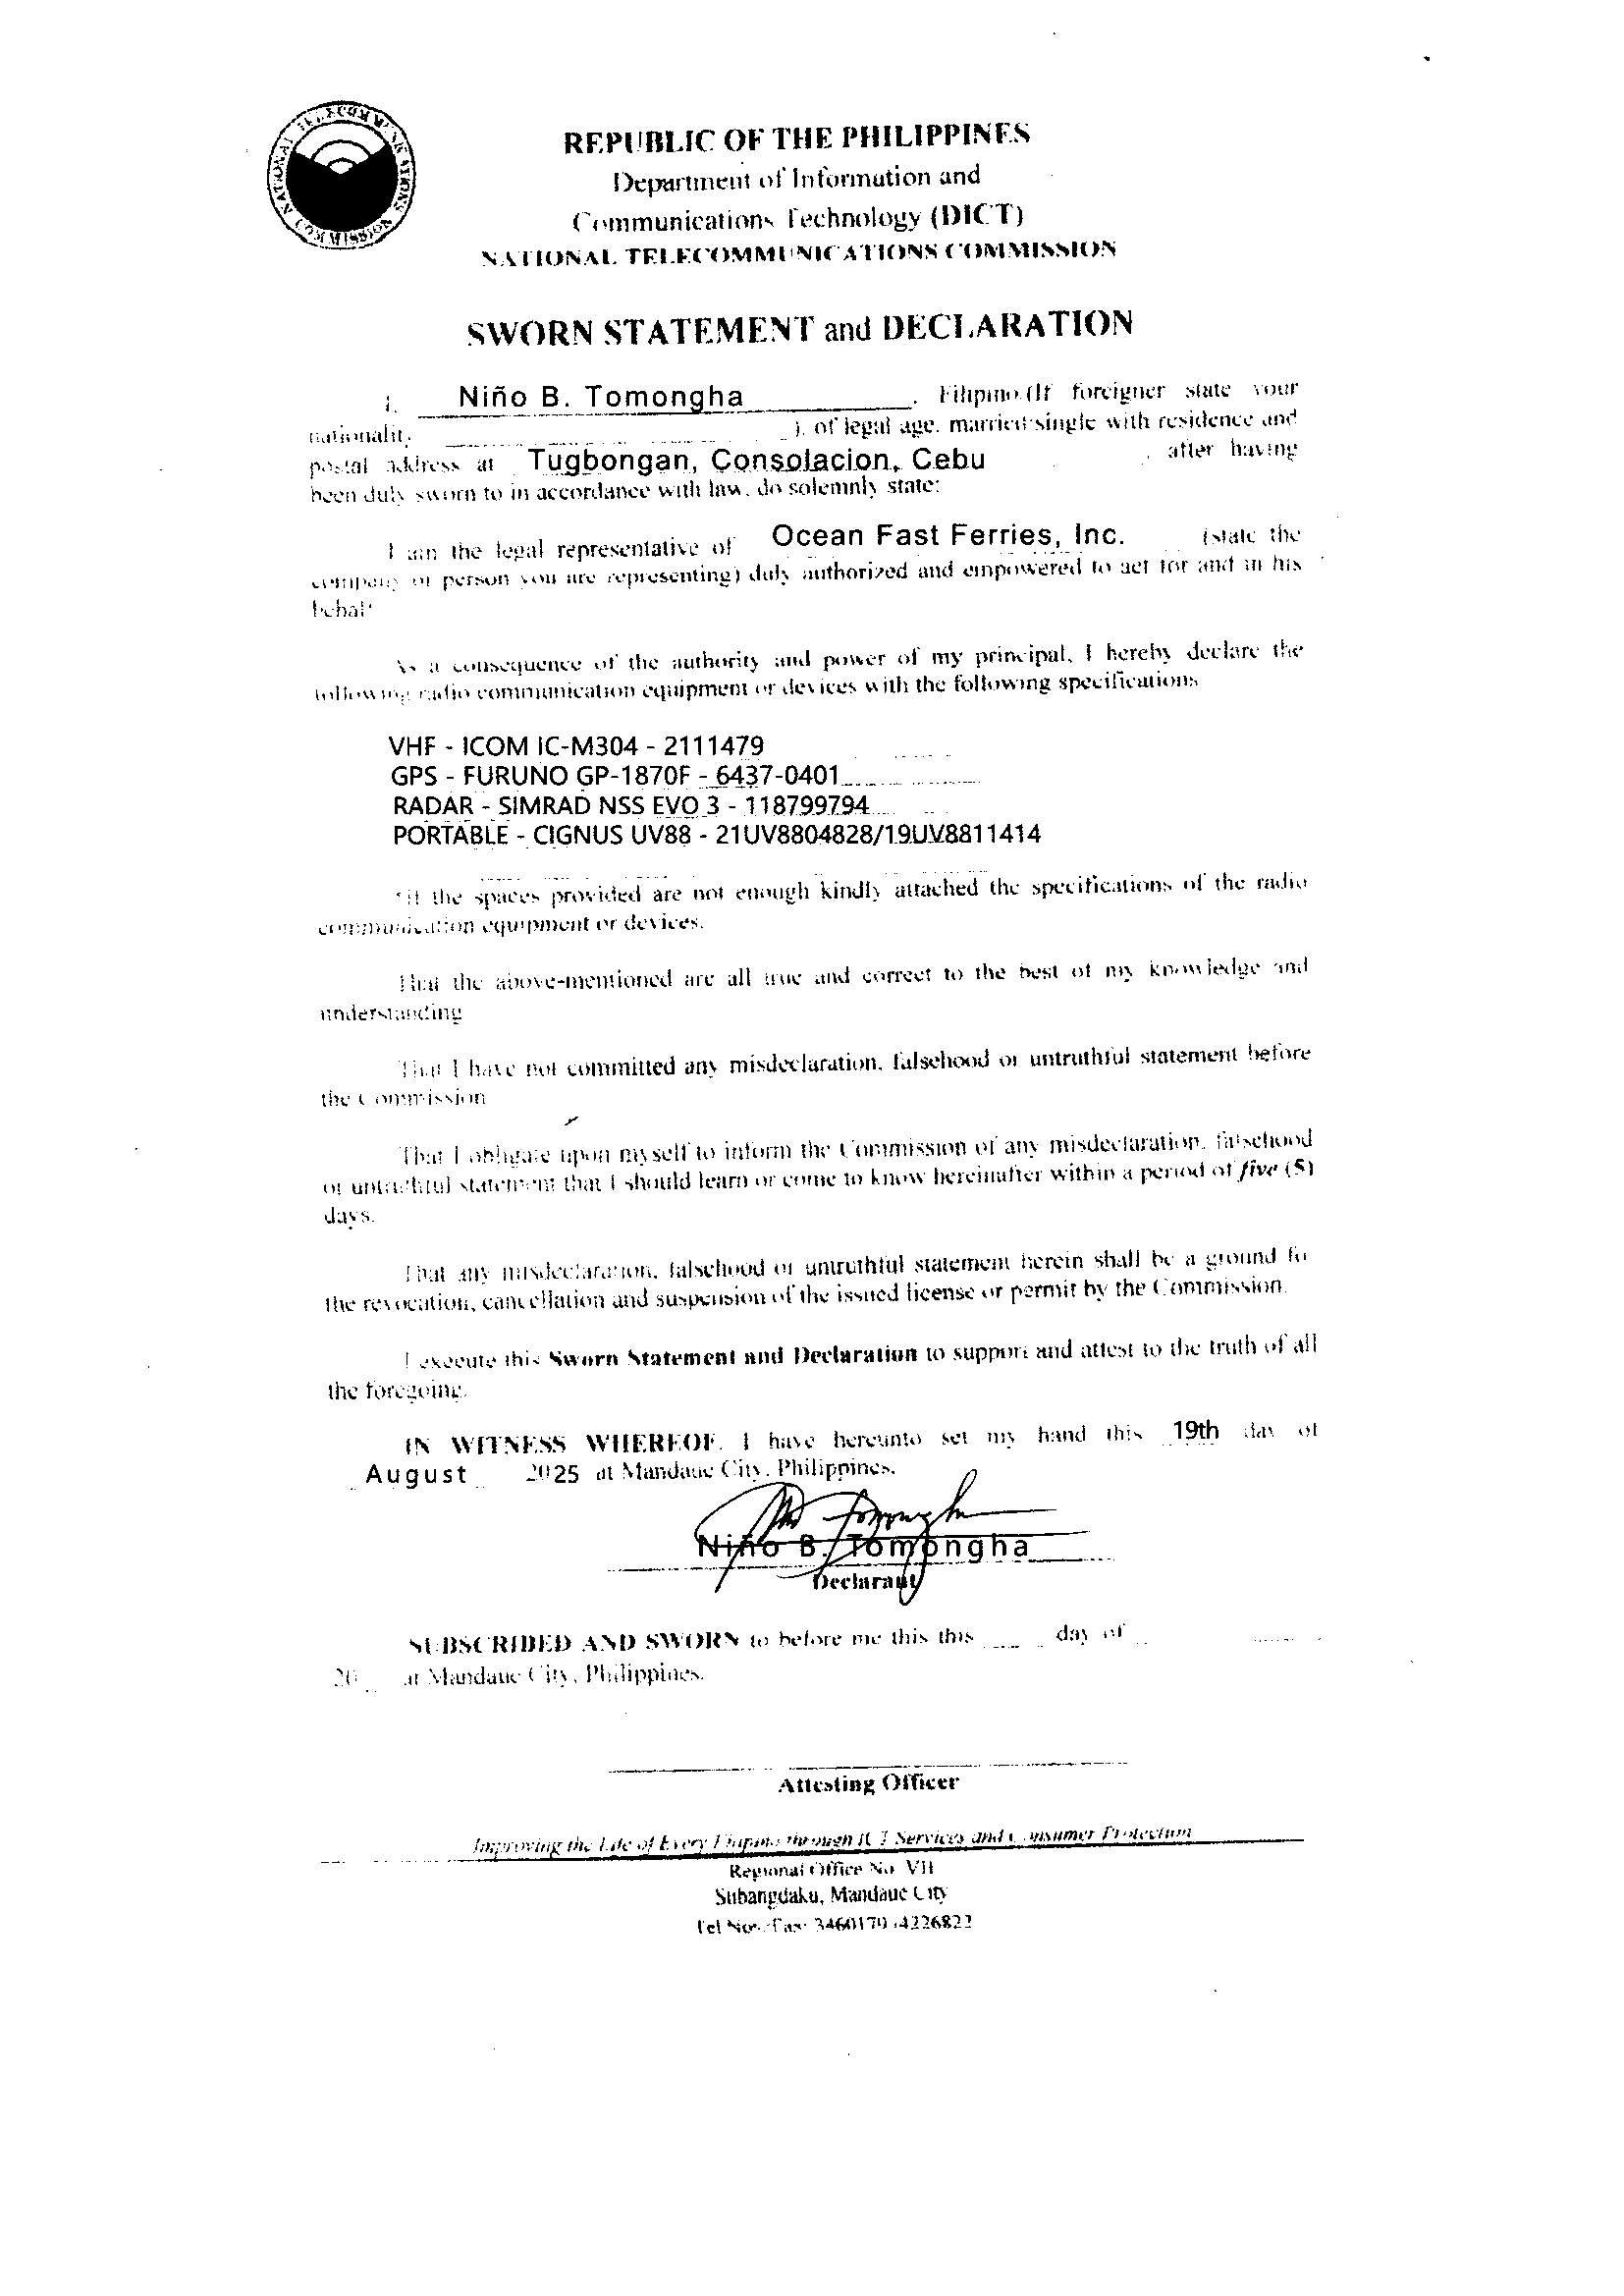 NATIONAL TELECOMMUNICATIONS COMMISSION
REPUBLIC OF THE PHILIPPINES
Department of Information and
Communications Technology (DICT)
NATIONAL TELECOMMUNICATIONS COMMISSION
SWORN STATEMENT and DECLARATION
I, Niño B. Tomongha, Filipino (If foreigner state your
nationality ), of legal age, married/single with residence and
postal address at Tugbongan, Consolacion, Cebu, after having
been duly sworn to in accordance with law, do solemnly state:
I am the legal representative of Ocean Fast Ferries, Inc. (state the
company or person you are representing) duly authorized and empowered to act for and in his
behalf
As a consequence of the authority and power of my principal, I hereby declare the
following radio communication equipment or devices with the following specifications
VHF - ICOM IC-M304 - 2111479
GPS - FURUNO GP-1870F - 6437-0401
RADAR - SIMRAD NSS EVO 3 - 118799794
PORTABLE - CIGNUS UV88 - 21UV8804828/19UV8811414
*If the spaces provided are not enough kindly attached the specifications of the radio
communication equipment or devices.
That the above-mentioned are all true and correct to the best of my knowledge and
understanding
That I have not committed any misdeclaration, falsehood or untruthful statement before
the Commission
That I obligate upon myself to inform the Commission of any misdeclaration, falsehood
or untruthful statement that I should learn or come to know hereinafter within a period of five (5)
days.
That any misdeclaration, falsehood or untruthful statement herein shall be a ground fo
the revocation, cancellation and suspension of the issued license or permit by the Commission.
I execute this Sworn Statement and Declaration to support and attest to the truth of all
the foregoing.
IN WITNESS WHEREOF, I have hereunto set my hand this 19th day of
August 2025 at Mandaue City, Philippines.
Niño B. Tomongha
Declarant
SUBSCRIBED AND SWORN to before me this this ___ day of ___
20__ at Mandaue City, Philippines.
Attesting Officer
Improving the Life of Every Filipino through ICT Services and Consumer Protection
Regional Office No. VII
Subangdaku, Mandaue City
Tel Nos./Fax: 3460170 /4226822